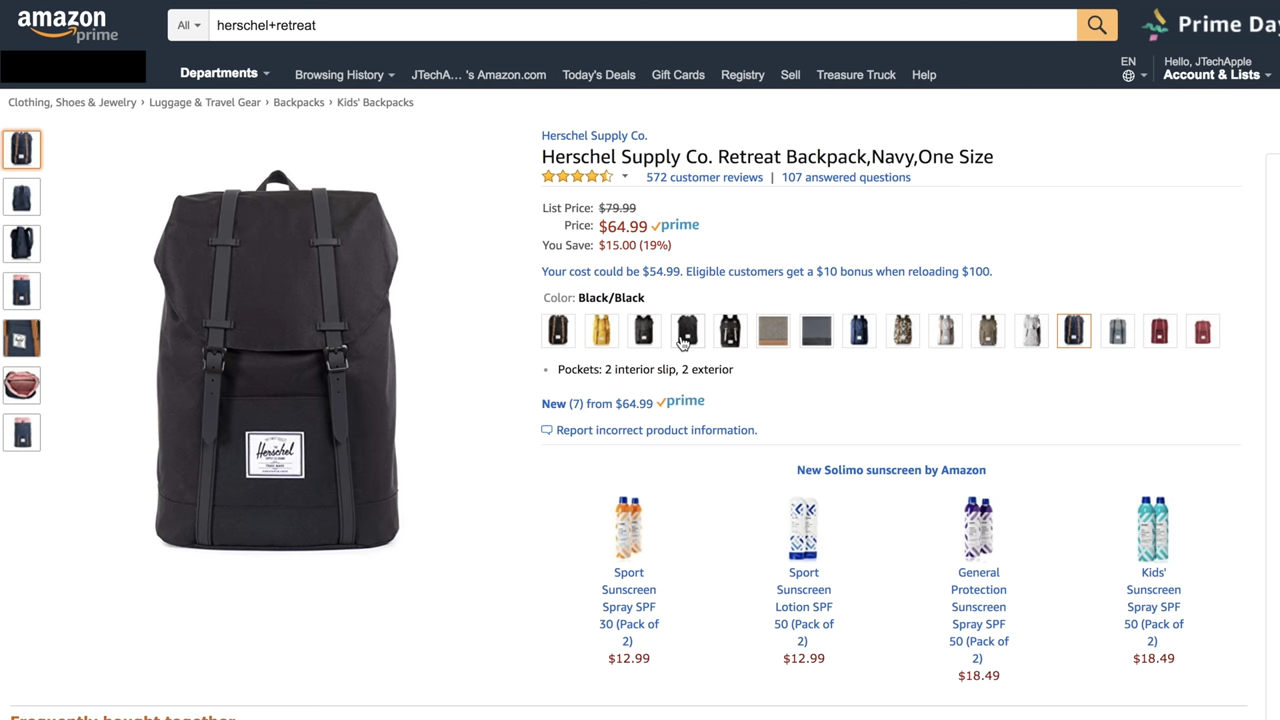 amazon
prime
All
herschel+retreat
Prime Day
Departments
Browsing History
JTechA... 's Amazon.com
Today's Deals
Gift Cards
Registry
Sell
Treasure Truck
Help
EN
Hello, JTechApple
Account & Lists
Clothing, Shoes & Jewelry › Luggage & Travel Gear › Backpacks › Kids' Backpacks
Herschel Supply Co.
Herschel Supply Co. Retreat Backpack,Navy,One Size
572 customer reviews | 107 answered questions
List Price: $79.99
Price: $64.99 prime
You Save: $15.00 (19%)
Your cost could be $54.99. Eligible customers get a $10 bonus when reloading $100.
Color: Black/Black
• Pockets: 2 interior slip, 2 exterior
New (7) from $64.99 prime
Report incorrect product information.
Herschel
New Solimo sunscreen by Amazon
Sport
Sunscreen
Spray SPF
30 (Pack of
2)
$12.99
Sport
Sunscreen
Lotion SPF
50 (Pack of
2)
$12.99
General
Protection
Sunscreen
Spray SPF
50 (Pack of
2)
$18.49
Kids'
Sunscreen
Spray SPF
50 (Pack of
2)
$18.49
Frequently bought together